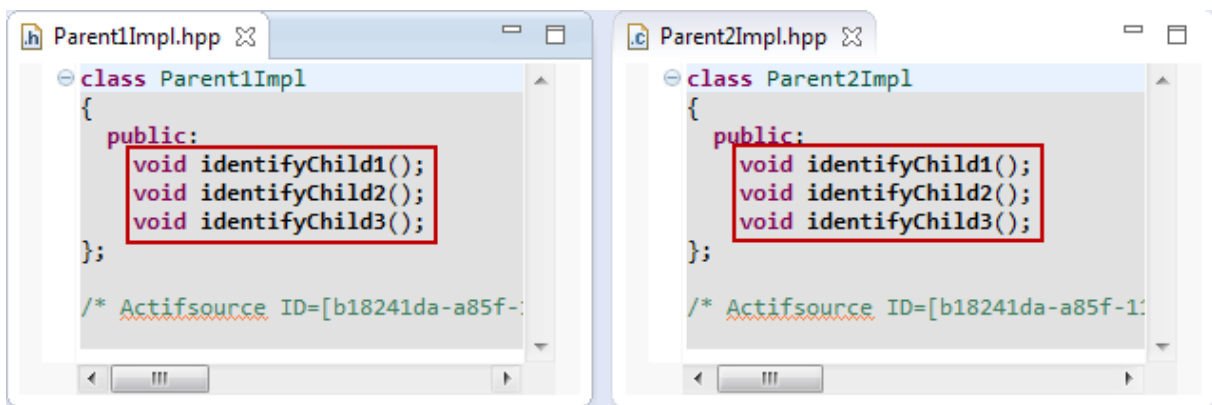 Parent1Impl.hpp
class Parent1Impl
{
public:
void identifyChild1();
void identifyChild2();
void identifyChild3();
};
/* Actifsource ID=[b18241da-a85f-
Parent2Impl.hpp
class Parent2Impl
{
public:
void identifyChild1();
void identifyChild2();
void identifyChild3();
};
/* Actifsource ID=[b18241da-a85f-11